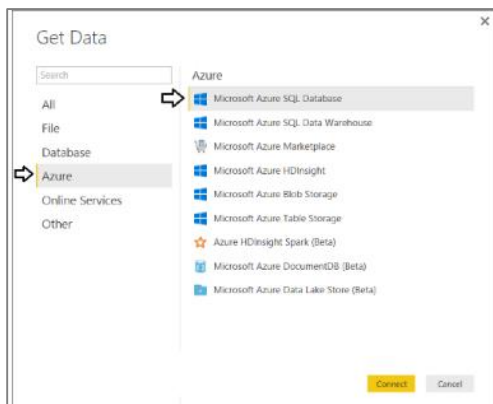 Get Data
Search
All
File
Database
Azure
Online Services
Other
Azure
Microsoft Azure SQL Database
Microsoft Azure SQL Data Warehouse
Microsoft Azure Marketplace
Microsoft Azure HDInsight
Microsoft Azure Blob Storage
Microsoft Azure Table Storage
Azure HDInsight Spark (Beta)
Microsoft Azure DocumentDB (Beta)
Microsoft Azure Data Lake Store (Beta)
Connect
Cancel